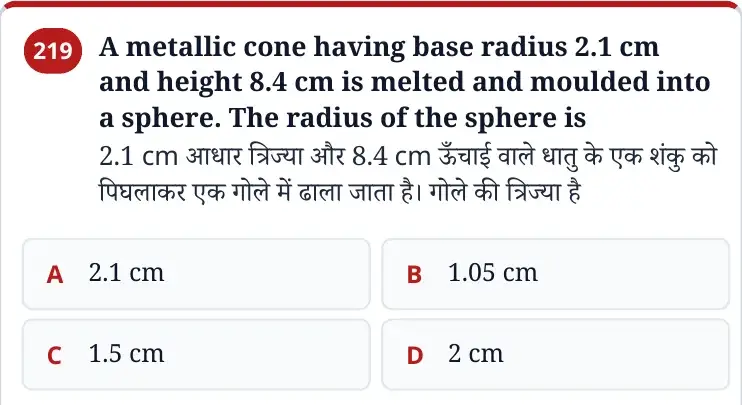 219 A metallic cone having base radius 2.1 cm
and height 8.4 cm is melted and moulded into
a sphere. The radius of the sphere is
2.1 cm आधार त्रिज्या और 8.4 cm ऊँचाई वाले धातु के एक शंकु को
पिघलाकर एक गोले में ढाला जाता है। गोले की त्रिज्या है
A 2.1 cm
B 1.05 cm
C 1.5 cm
D 2 cm